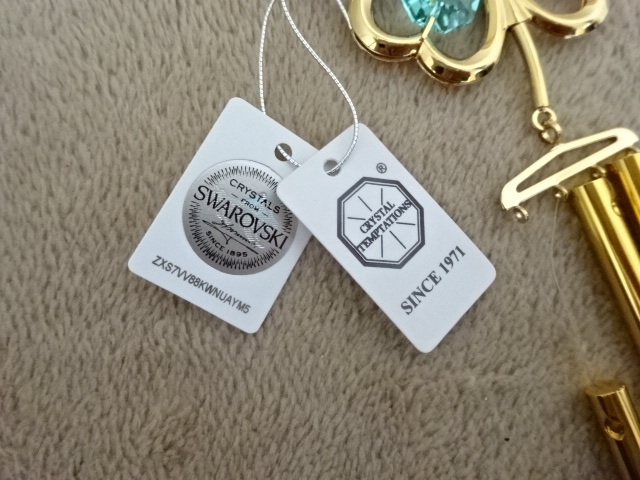 CRYSTALS
FROM
SWAROVSKI
SINCE 1895
ZXS7VV88KWNUAYM5
®
CRYSTAL
TEMPTATIONS
SINCE 1971